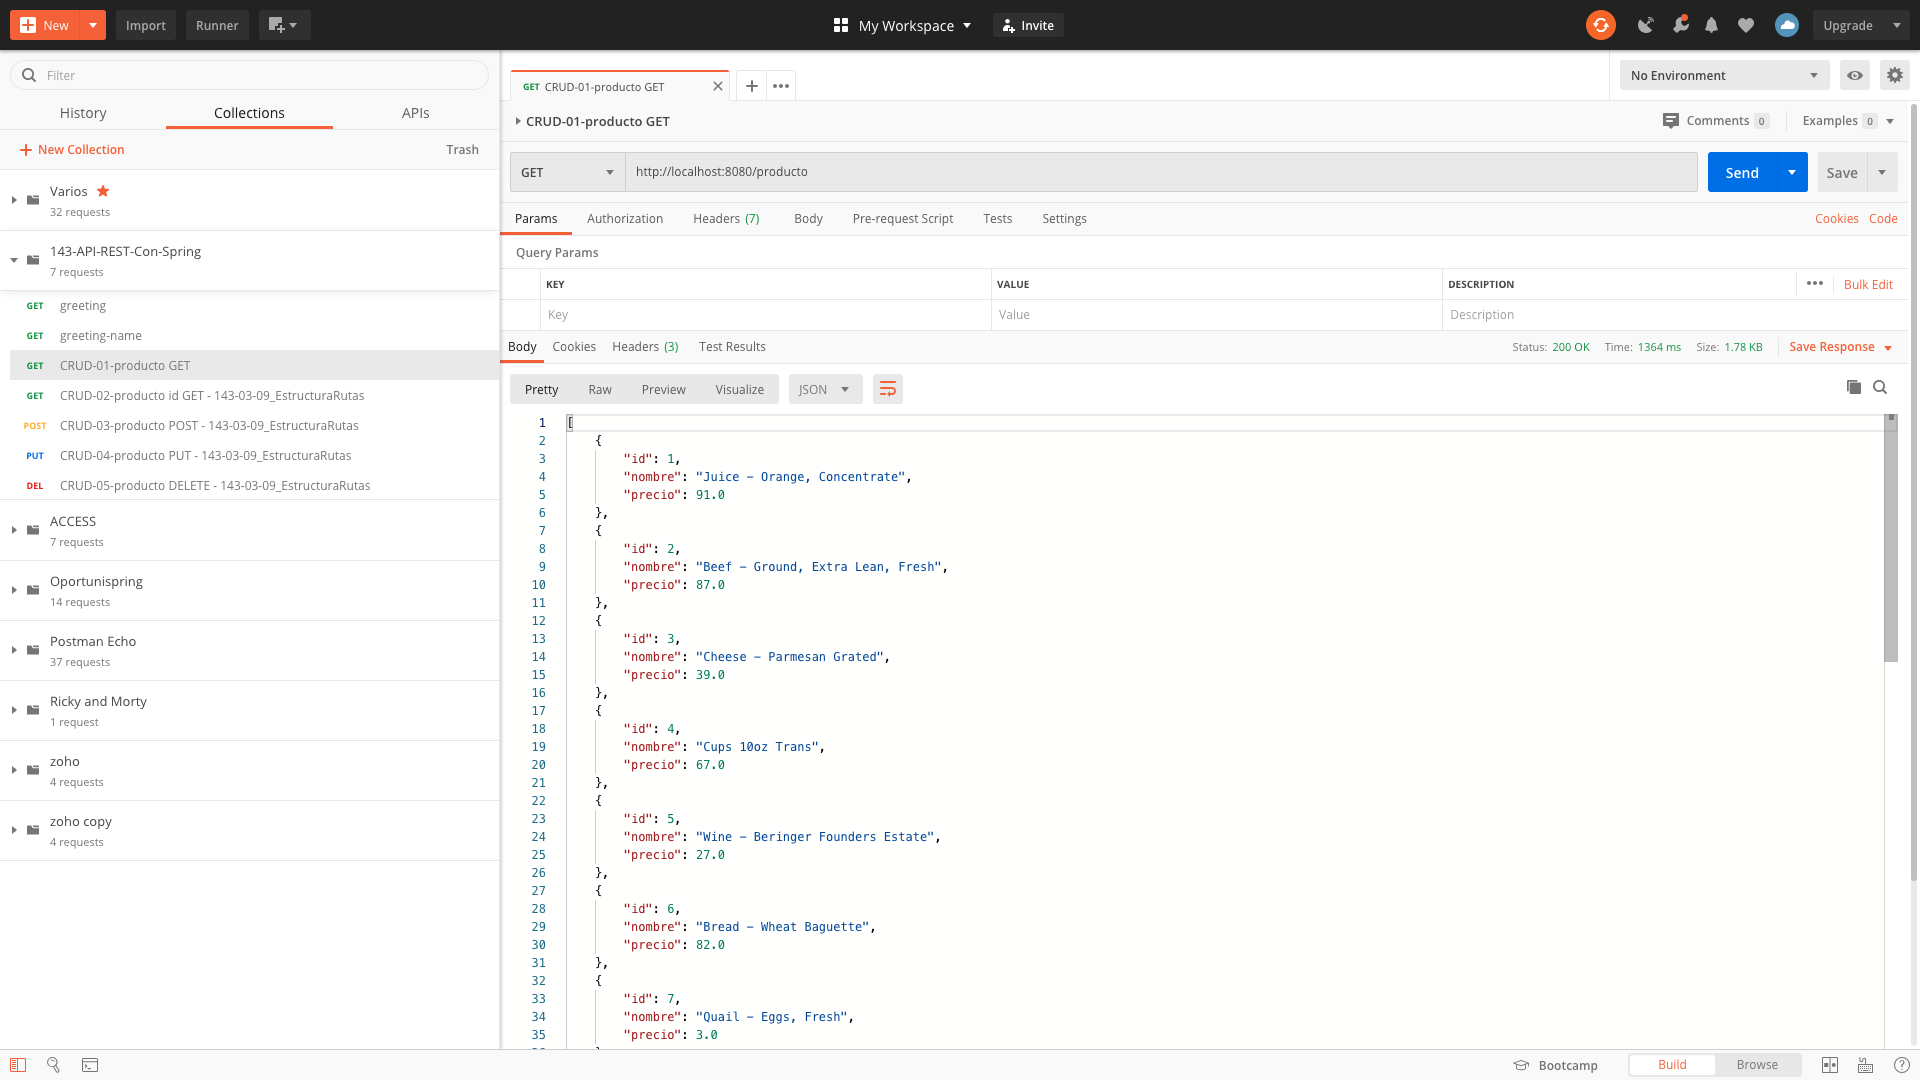 New
Import
Runner
My Workspace
Invite
Upgrade
Filter
History
Collections
APIs
New Collection
Trash
Varios
32 requests
143-API-REST-Con-Spring
7 requests
GET greeting
GET greeting-name
GET CRUD-01-producto GET
GET CRUD-02-producto id GET - 143-03-09_EstructuraRutas
POST CRUD-03-producto POST - 143-03-09_EstructuraRutas
PUT CRUD-04-producto PUT - 143-03-09_EstructuraRutas
DEL CRUD-05-producto DELETE - 143-03-09_EstructuraRutas
ACCESS
7 requests
Oportunispring
14 requests
Postman Echo
37 requests
Ricky and Morty
1 request
zoho
4 requests
zoho copy
4 requests
GET CRUD-01-producto GET
No Environment
CRUD-01-producto GET
Comments 0
Examples 0
GET
http://localhost:8080/producto
Send
Save
Params Authorization Headers (7) Body Pre-request Script Tests Settings
Cookies Code
Query Params
KEY VALUE DESCRIPTION
Bulk Edit
Key Value Description
Body Cookies Headers (3) Test Results
Status: 200 OK Time: 1364 ms Size: 1.78 KB
Save Response
Pretty Raw Preview Visualize
JSON
1 [
2 {
3 "id": 1,
4 "nombre": "Juice - Orange, Concentrate",
5 "precio": 91.0
6 },
7 {
8 "id": 2,
9 "nombre": "Beef - Ground, Extra Lean, Fresh",
10 "precio": 87.0
11 },
12 {
13 "id": 3,
14 "nombre": "Cheese - Parmesan Grated",
15 "precio": 39.0
16 },
17 {
18 "id": 4,
19 "nombre": "Cups 10oz Trans",
20 "precio": 67.0
21 },
22 {
23 "id": 5,
24 "nombre": "Wine - Beringer Founders Estate",
25 "precio": 27.0
26 },
27 {
28 "id": 6,
29 "nombre": "Bread - Wheat Baguette",
30 "precio": 82.0
31 },
32 {
33 "id": 7,
34 "nombre": "Quail - Eggs, Fresh",
35 "precio": 3.0
Bootcamp
Build
Browse